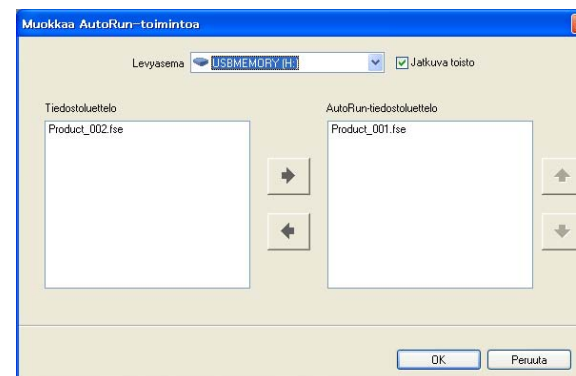 Muokkaa AutoRun-toimintoa
Levyasema USBMEMORY (H:) Jatkuva toisto
Tiedostoluettelo
AutoRun-tiedostoluettelo
Product_002.fse
Product_001.fse
OK Peruuta